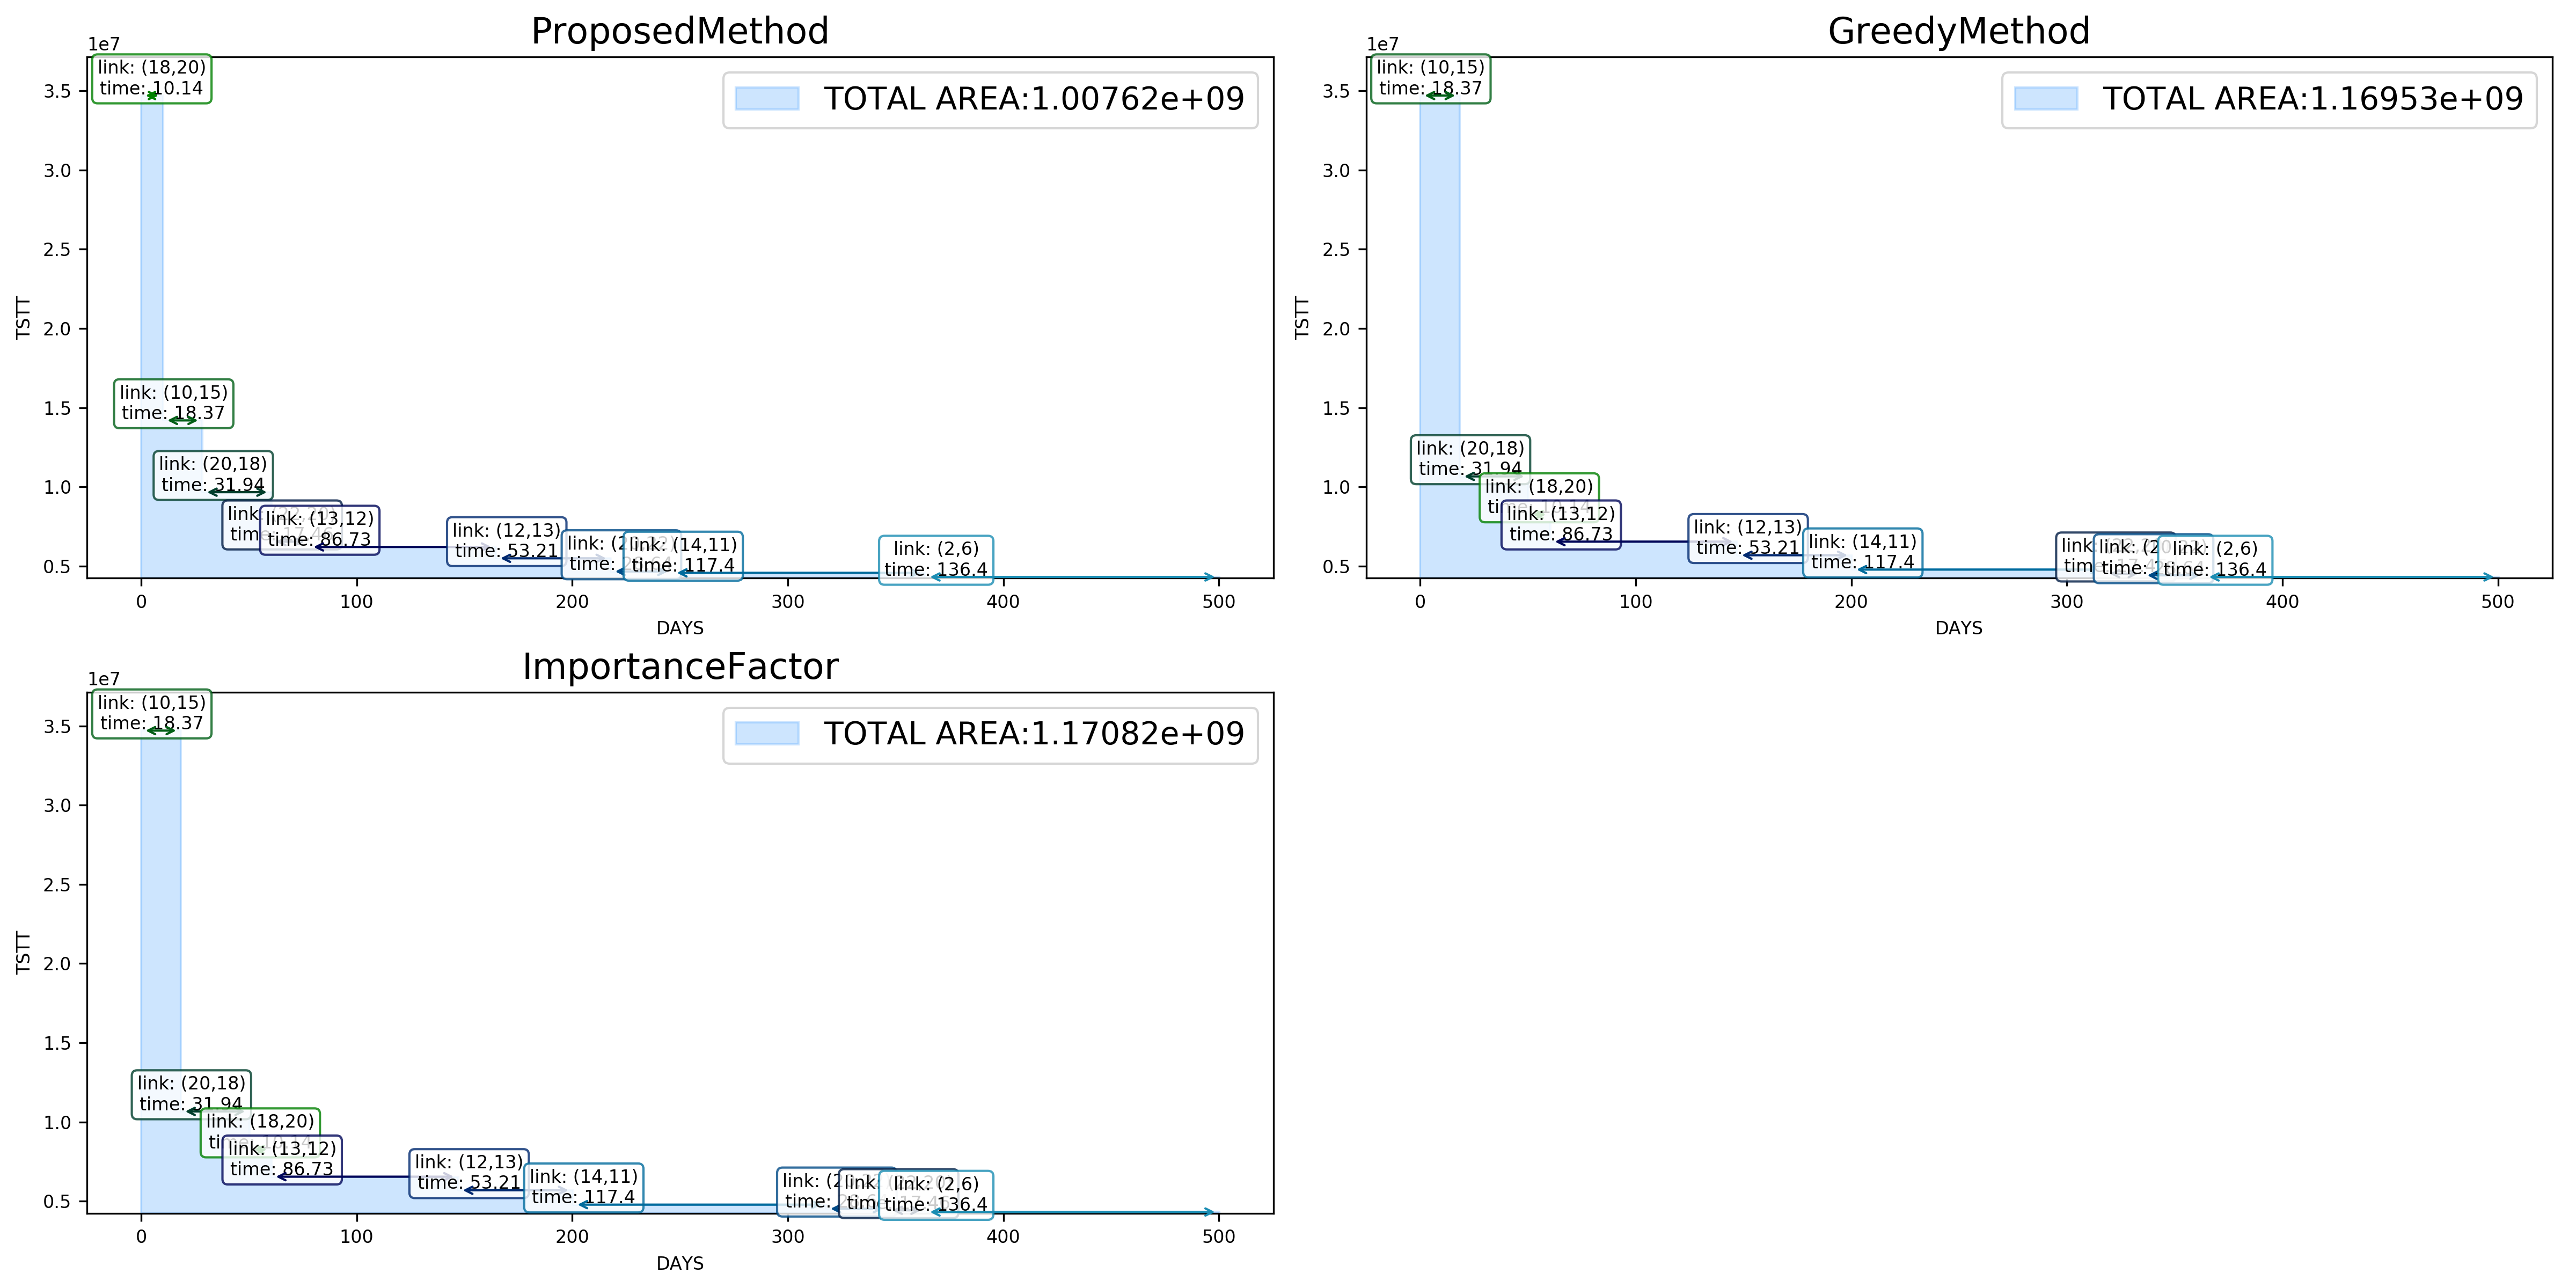 ProposedMethod
1e7
TSTT
3.5
3.0
2.5
2.0
1.5
1.0
0.5
TOTAL AREA:1.00762e+09
link: (18,20)
time: 10.14
link: (10,15)
time: 18.37
link: (20,18)
time: 31.94
link:
time:
link: (13,12)
time: 86.73
link: (12,13)
time: 53.21
link:
time:
link: (14,11)
time: 117.4
link: (2,6)
time: 136.4
0 100 200 300 400 500
DAYS
GreedyMethod
1e7
TSTT
3.5
3.0
2.5
2.0
1.5
1.0
0.5
TOTAL AREA:1.16953e+09
link: (10,15)
time: 18.37
link: (20,18)
time: 31.94
link: (18,20)
link: (13,12)
time: 86.73
link: (12,13)
time: 53.21
link: (14,11)
time: 117.4
link:
time:
link: (2,6)
time: 136.4
0 100 200 300 400 500
DAYS
ImportanceFactor
1e7
TSTT
3.5
3.0
2.5
2.0
1.5
1.0
0.5
TOTAL AREA:1.17082e+09
link: (10,15)
time: 18.37
link: (20,18)
time: 31.94
link: (18,20)
link: (13,12)
time: 86.73
link: (12,13)
time: 53.21
link: (14,11)
time: 117.4
link:
time:
link: (2,6)
time: 136.4
0 100 200 300 400 500
DAYS